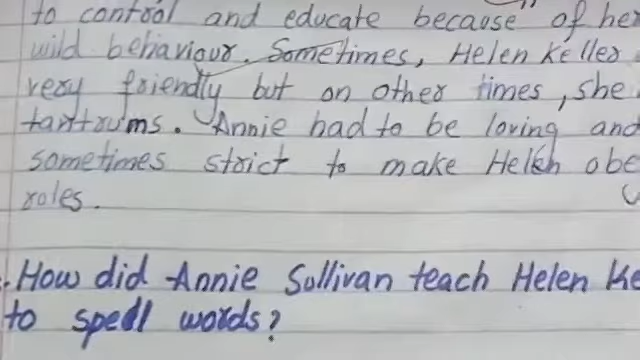 to control and educate because of her
wild behaviour. Sometimes, Helen Keller
very friendly but on other times, she
tantrums. Annie had to be loving and
sometimes strict to make Helen obe
roles.
How did Annie Sullivan teach Helen Ke
to spell words?